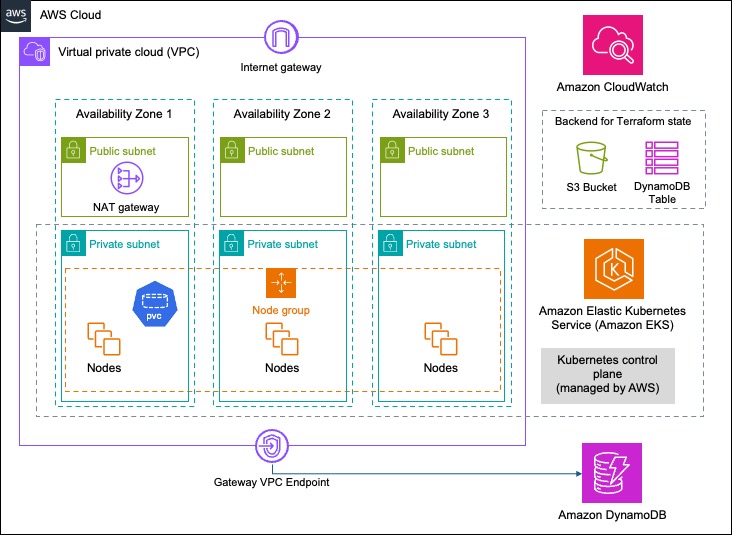 aws
AWS Cloud
Virtual private cloud (VPC)
Internet gateway
Amazon CloudWatch
Availability Zone 1
Availability Zone 2
Availability Zone 3
Backend for Terraform state
S3 Bucket
DynamoDB
Table
Public subnet
Public subnet
Public subnet
NAT gateway
Private subnet
Private subnet
Private subnet
K
pvc
Node group
Nodes
Nodes
Nodes
Amazon Elastic Kubernetes
Service (Amazon EKS)
Kubernetes control
plane
(managed by AWS)
Gateway VPC Endpoint
Amazon DynamoDB